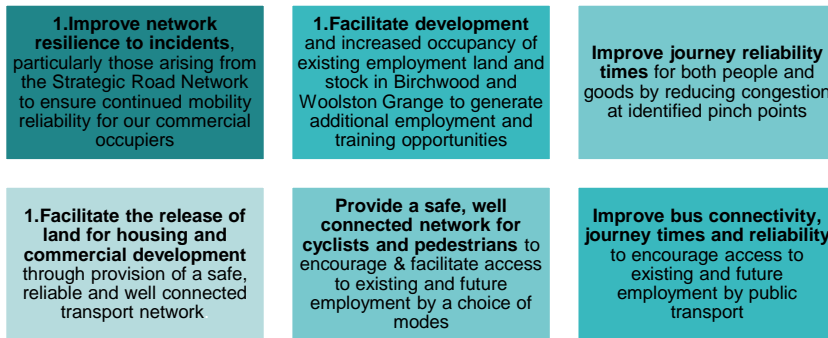 1.Improve network
resilience to incidents,
particularly those arising from
the Strategic Road Network
to ensure continued mobility
reliability for our commercial
occupiers
1.Facilitate development
and increased occupancy of
existing employment land and
stock in Birchwood and
Woolston Grange to generate
additional employment and
training opportunities
Improve journey reliability
times for both people and
goods by reducing congestion
at identified pinch points
1.Facilitate the release of
land for housing and
commercial development
through provision of a safe,
reliable and well connected
transport network
Provide a safe, well
connected network for
cyclists and pedestrians to
encourage & facilitate access
to existing and future
employment by a choice of
modes
Improve bus connectivity,
journey times and reliability
to encourage access to
existing and future
employment by public
transport